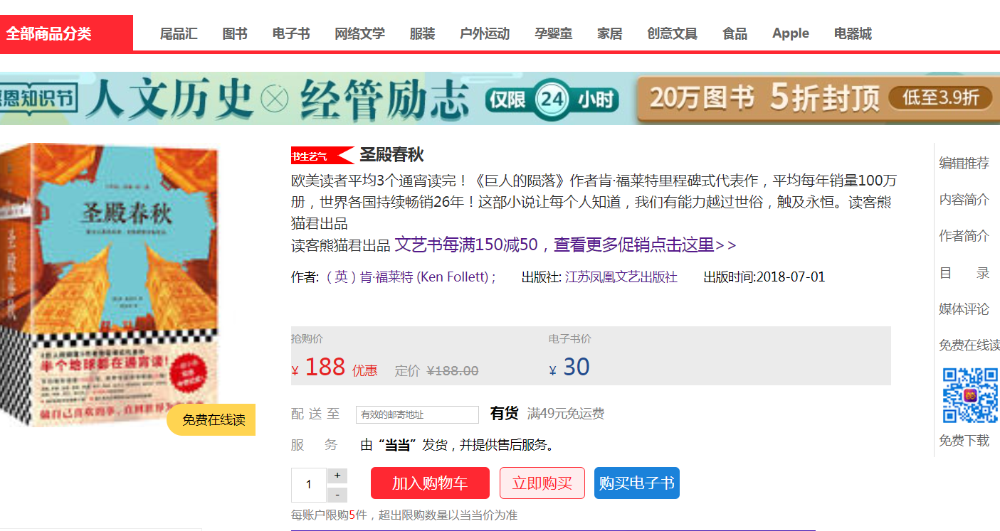 全部商品分类 尾品汇 图书 电子书 网络文学 服装 户外运动 孕婴童 家居 创意文具 食品 Apple 电器城
恩知识节 人文历史 经管励志 仅限 24 小时 20万图书 5折封顶 低至3.9折
书生艺气 圣殿春秋
欧美读者平均3个通宵读完！《巨人的陨落》作者肯·福莱特里程碑式代表作，平均每年销量100万
册，世界各国持续畅销26年！这部小说让每个人知道，我们有能力越过世俗，触及永恒。读客熊
猫君出品
读客熊猫君出品 文艺书每满150减50，查看更多促销点击这里>>
作者:（英）肯·福莱特 (Ken Follett) ; 出版社: 江苏凤凰文艺出版社 出版时间:2018-07-01
抢购价 电子书价
¥ 188 优惠 定价 ¥188.00 ¥ 30
配送至 有效的邮寄地址 有货 满49元免运费
服 务 由“当当”发货，并提供售后服务。
1 + -
加入购物车 立即购买 购买电子书
每账户限购5件，超出限购数量以当当价为准
圣殿春秋
圣殿春秋
半个地球都在通宵读！
免费在线读
编辑推荐
内容简介
作者简介
目 录
媒体评论
免费在线读
免费下载